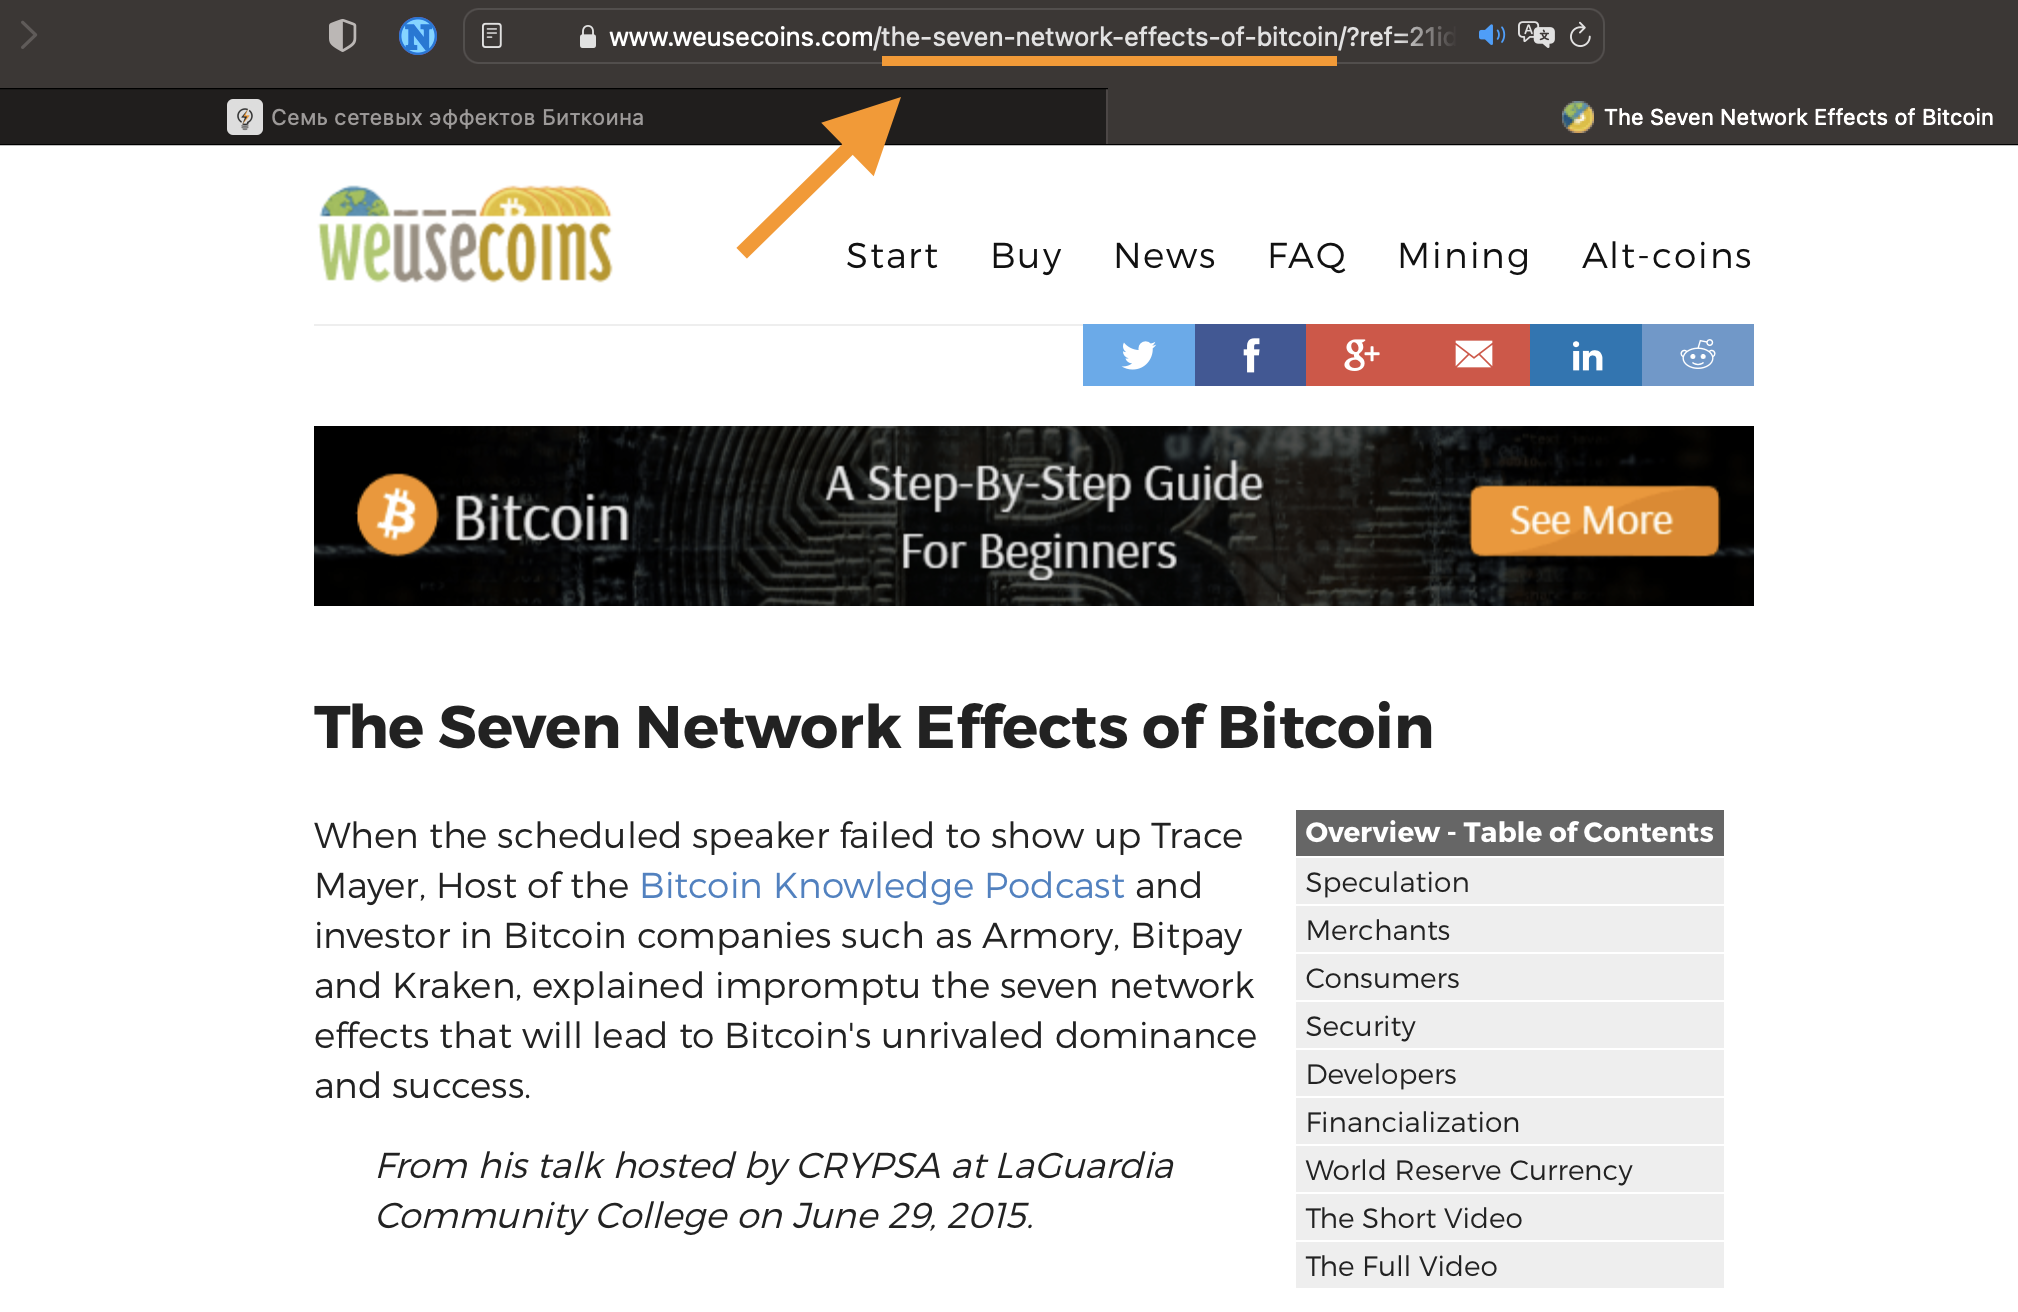 www.weusecoins.com/the-seven-network-effects-of-bitcoin/?ref=21id
Семь сетевых эффектов Биткоина
The Seven Network Effects of Bitcoin
weusecoins
Start Buy News FAQ Mining Alt-coins
Bitcoin
A Step-By-Step Guide
For Beginners
See More
The Seven Network Effects of Bitcoin
When the scheduled speaker failed to show up Trace
Mayer, Host of the Bitcoin Knowledge Podcast and
investor in Bitcoin companies such as Armory, Bitpay
and Kraken, explained impromptu the seven network
effects that will lead to Bitcoin's unrivaled dominance
and success.
From his talk hosted by CRYPSA at LaGuardia
Community College on June 29, 2015.
Overview - Table of Contents
Speculation
Merchants
Consumers
Security
Developers
Financialization
World Reserve Currency
The Short Video
The Full Video